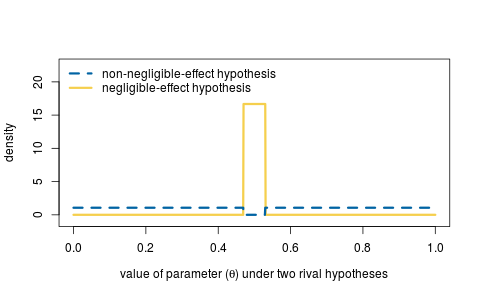 non-negligible-effect hypothesis
negligible-effect hypothesis
density
20
15
10
5
0
0.0 0.2 0.4 0.6 0.8 1.0
value of parameter (θ) under two rival hypotheses